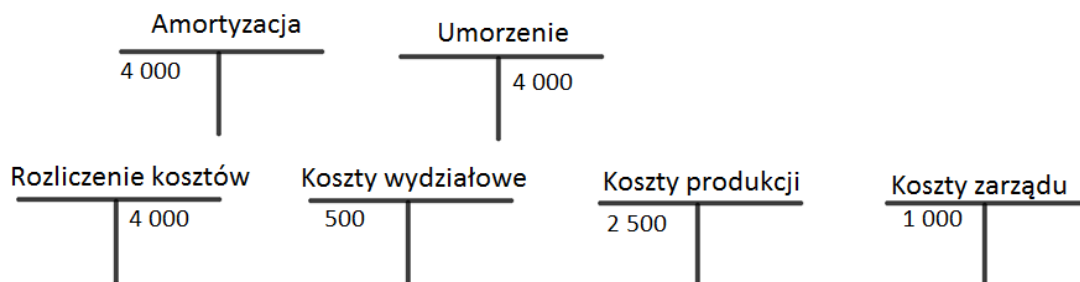 Amortyzacja
Umorzenie
4 000
4 000
Rozliczenie kosztów
Koszty wydziałowe
Koszty produkcji
Koszty zarządu
4 000
500
2 500
1 000